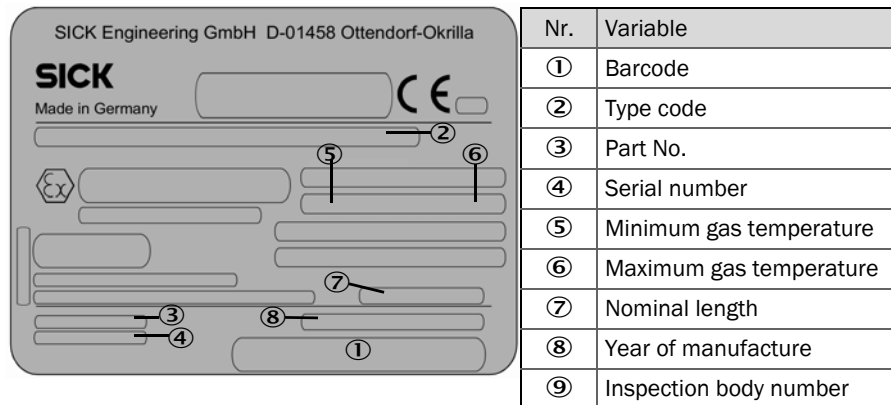 SICK Engineering GmbH D-01458 Ottendorf-Okrilla
SICK
Made in Germany
CE
②
⑤
⑥
Ex
⑦
③
⑧
④
①
Nr. Variable
① Barcode
② Type code
③ Part No.
④ Serial number
⑤ Minimum gas temperature
⑥ Maximum gas temperature
⑦ Nominal length
⑧ Year of manufacture
⑨ Inspection body number